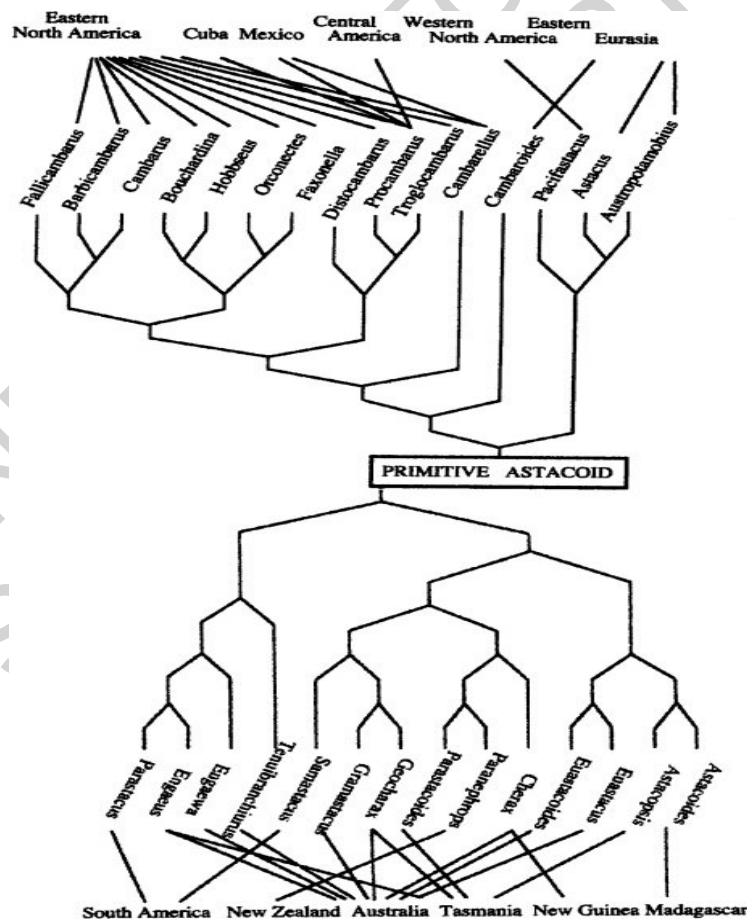 Eastern
North America
Cuba
Mexico
Central
America
Western
North America
Eastern
Eurasia
Fallicambarus
Barbicambarus
Cambarus
Bouchardina
Hobbseus
Orconectes
Faxonella
Distocambarus
Procambarus
Troglocambarus
Cambarellus
Cambaroides
Pacifastacus
Astacus
Austropotamobius
PRIMITIVE ASTACOID
Parastacus
Engaeus
Engaewa
Tenuibranchiurus
Samastacus
Gramastacus
Geocharax
Parastacoides
Paranephrops
Cherax
Euastacoides
Euastacus
Astacopsis
Astacoides
South America
New Zealand
Australia
Tasmania
New Guinea
Madagascar